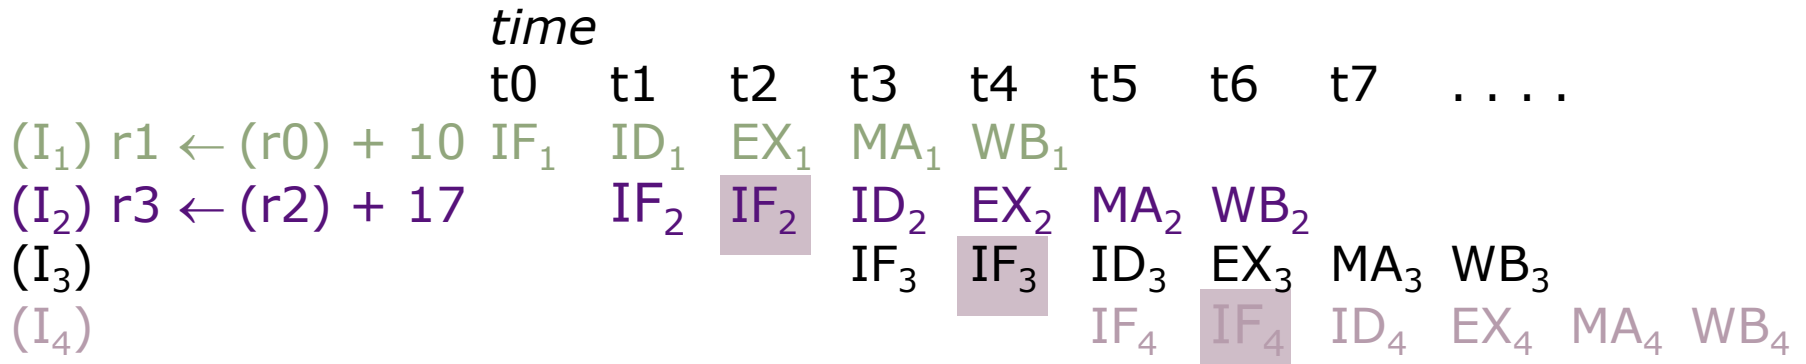 time
t0 t1 t2 t3 t4 t5 t6 t7 . . . .
(I₁) r1 ← (r0) + 10 IF₁ ID₁ EX₁ MA₁ WB₁
(I₂) r3 ← (r2) + 17 IF₂ IF₂ ID₂ EX₂ MA₂ WB₂
(I₃) IF₃ IF₃ ID₃ EX₃ MA₃ WB₃
(I₄) IF₄ IF₄ ID₄ EX₄ MA₄ WB₄